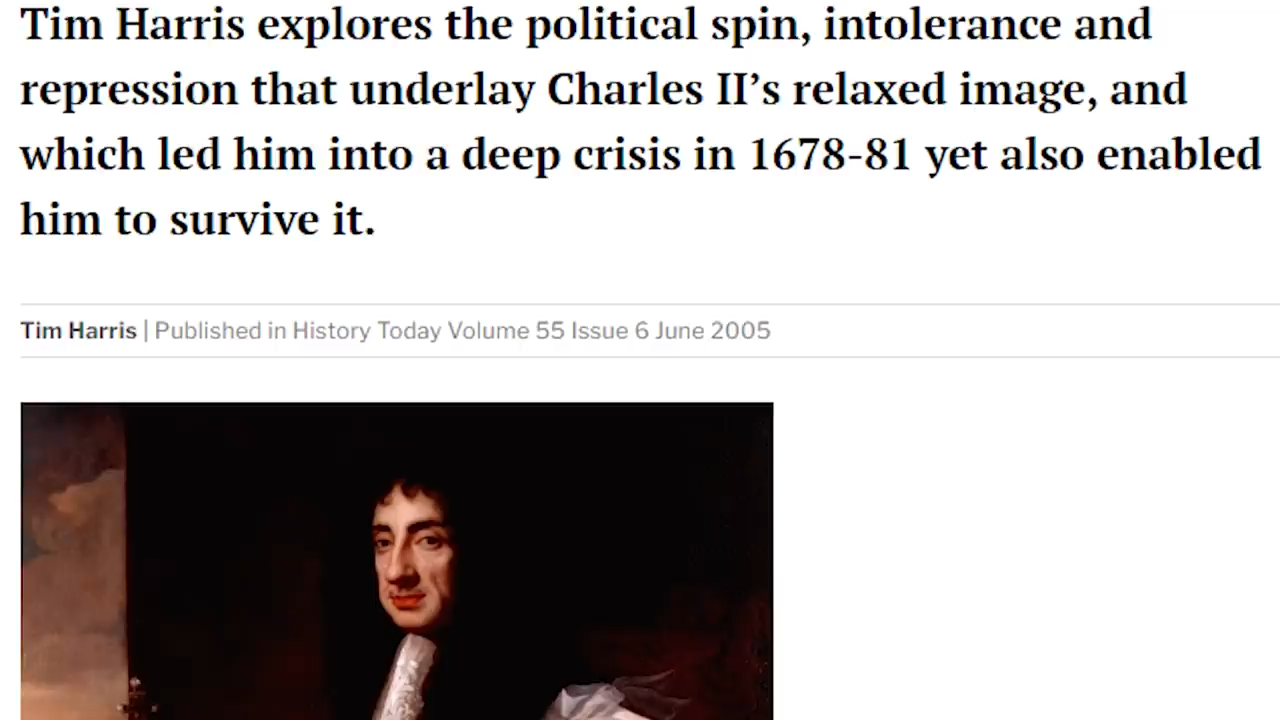 Tim Harris explores the political spin, intolerance and
repression that underlay Charles II’s relaxed image, and
which led him into a deep crisis in 1678-81 yet also enabled
him to survive it.
Tim Harris | Published in History Today Volume 55 Issue 6 June 2005